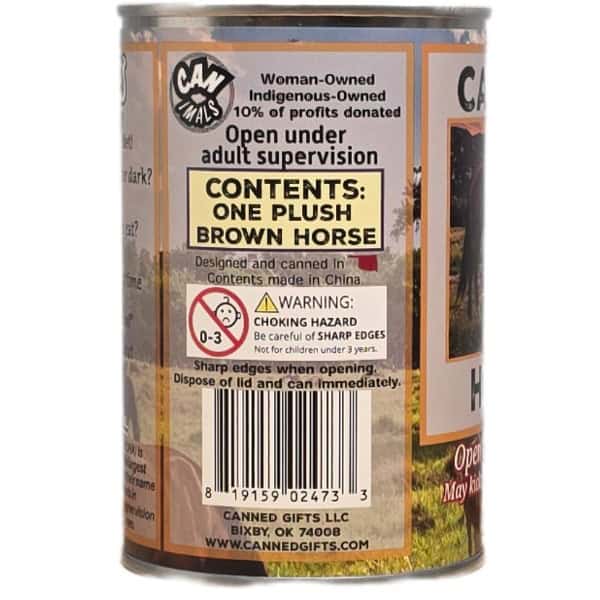 CAN
IMALS
Woman-Owned
Indigenous-Owned
10% of profits donated
Open under
adult supervision
CONTENTS:
ONE PLUSH
BROWN HORSE
Designed and canned in
Contents made in China.
0-3
WARNING:
CHOKING HAZARD
Be careful of SHARP EDGES
Not for children under 3 years.
Sharp edges when opening.
Dispose of lid and can immediately.
8 19159 02473 3
CANNED GIFTS LLC
BIXBY, OK 74008
WWW.CANNEDGIFTS.COM
dark?
Open
May